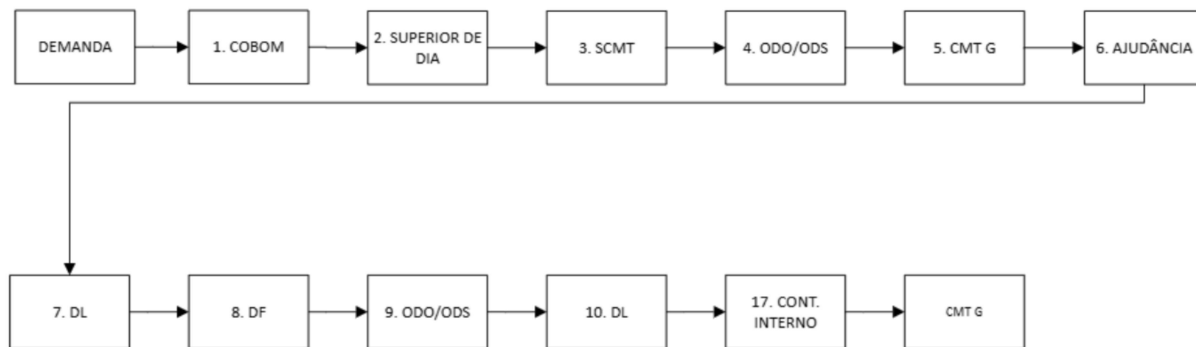 DEMANDA
1. COBOM
2. SUPERIOR DE
DIA
3. SCMT
4. ODO/ODS
5. CMT G
6. AJUDÂNCIA
7. DL
8. DF
9. ODO/ODS
10. DL
17. CONT.
INTERNO
CMT G